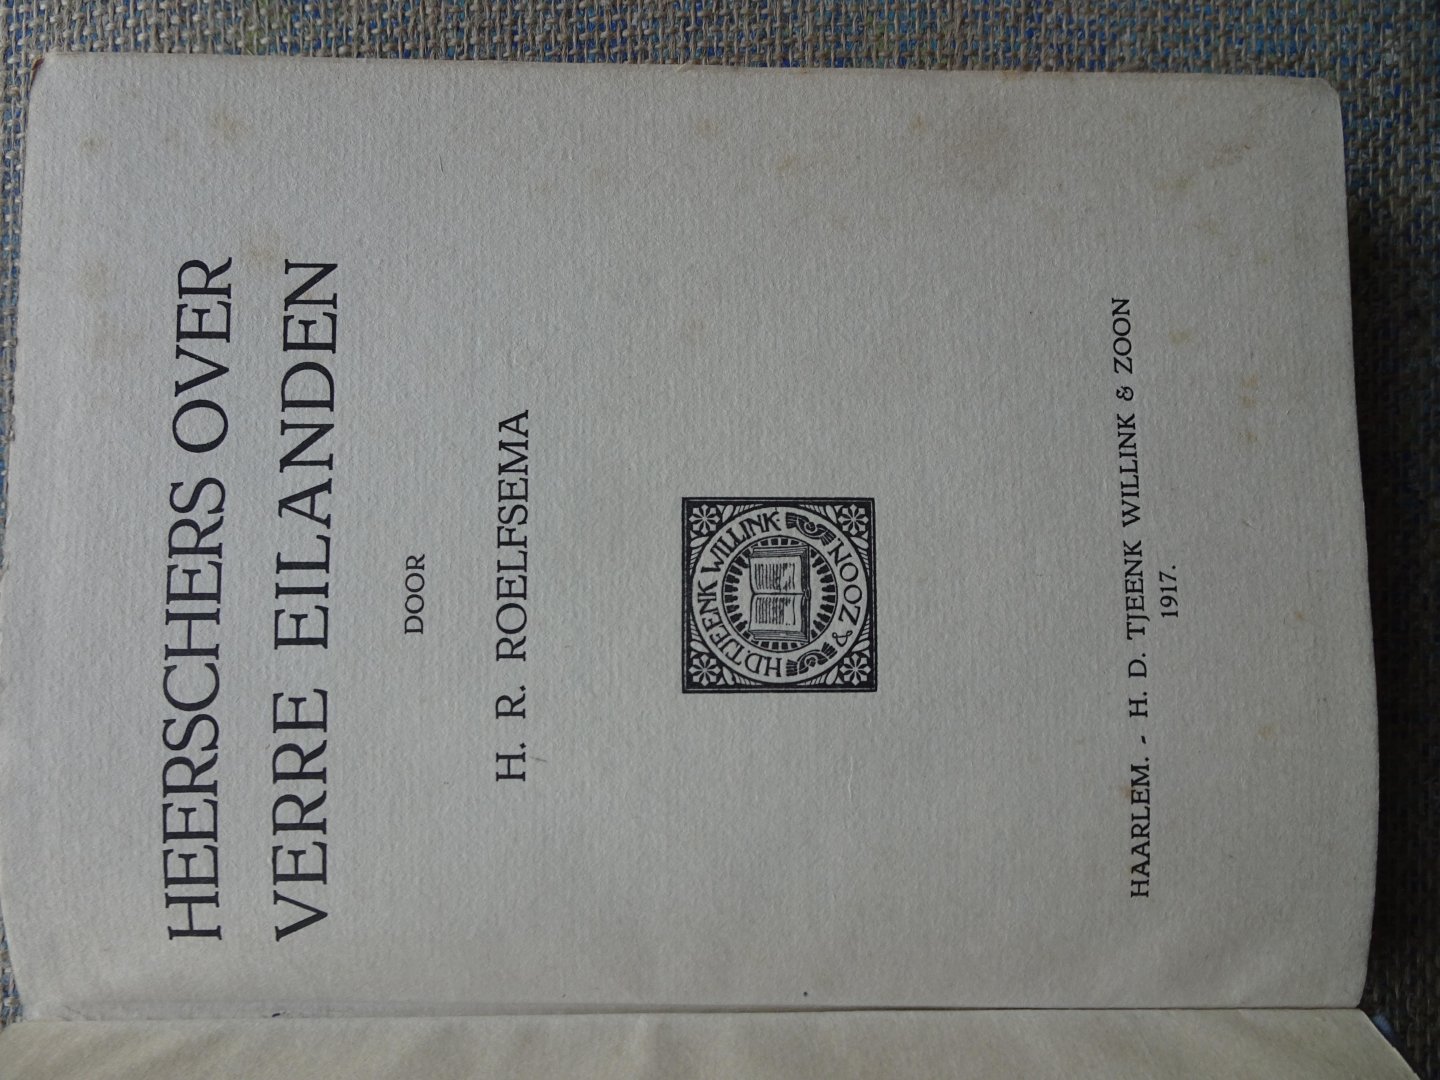 HEERSCHERS OVER
VERRE EILANDEN
DOOR
H. R. ROELFSEMA
H.D. TJEENK WILLINK & ZOON
HAARLEM. - H. D. TJEENK WILLINK & ZOON
1917.